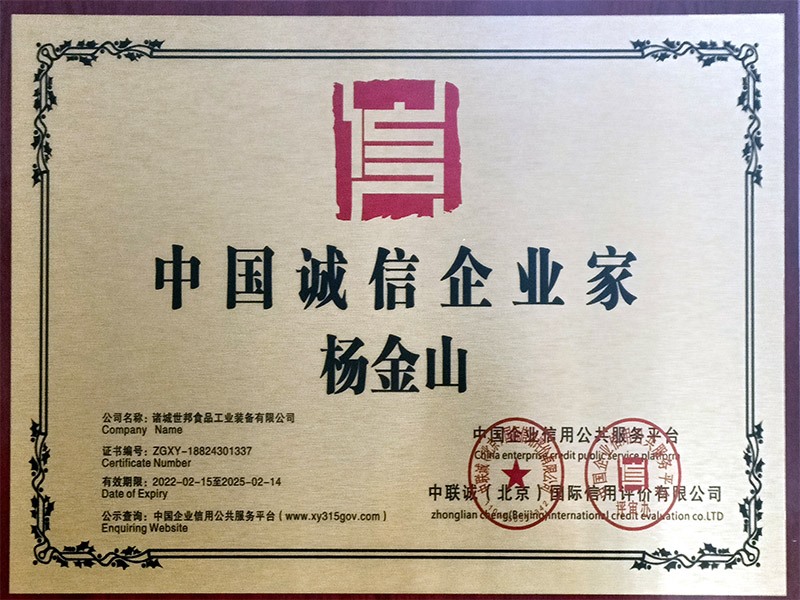 信
中国诚信企业家
杨金山
公司名称：诸城世邦食品工业装备有限公司
Company Name
证书编号：ZGXY-18824301337
Certificate Number
有效期限：2022-02-15至2025-02-14
Date of Expiry
公示查询：中国企业信用公共服务平台（www.xy315gov.com）
Enquiring Website
中国企业信用公共服务平台
China enterprise credit public service platform
中联诚（北京）国际信用评价有限公司
zhonglian cheng(Beijing)international credit evaluation co.LTD
信
评审办